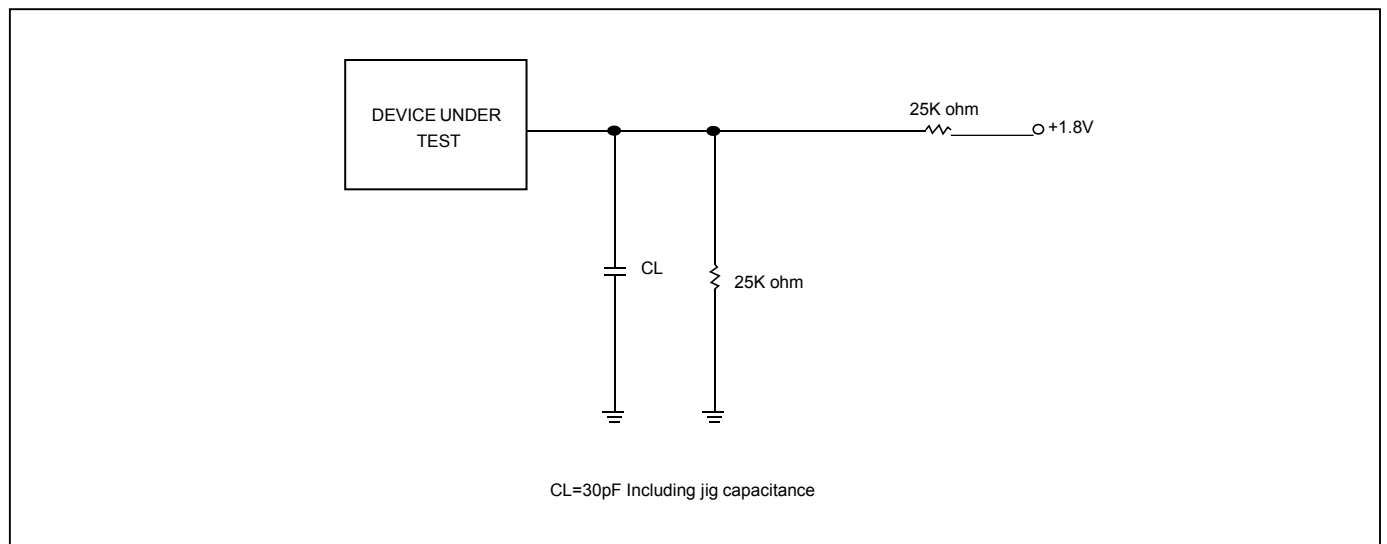 DEVICE UNDER
TEST
25K ohm
+1.8V
CL
25K ohm
CL=30pF Including jig capacitance